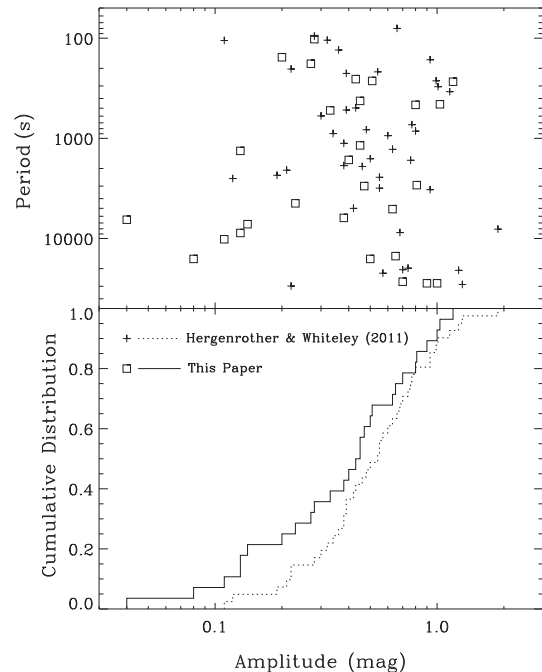 100
1000
10000
Period(s)
1.0
0.8
0.6
0.4
0.2
0.0
Cumulative Distribution
Hergenrother & Whiteley (2011)
This Paper
0.1
1.0
Amplitude (mag)